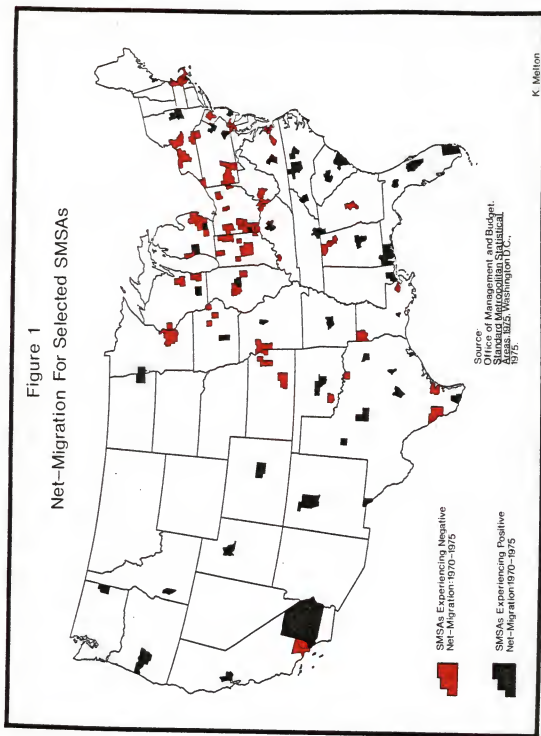 Figure 1
Net-Migration For Selected SMSAs
SMSAs Experiencing Negative
Net-Migration:1970-1975
SMSAs Experiencing Positive
Net-Migration:1970-1975
Source:
Office of Management and Budget.
Standard Metropolitan Statistical
Areas, 1975, Washington D.C.,
1975.
K. Melton